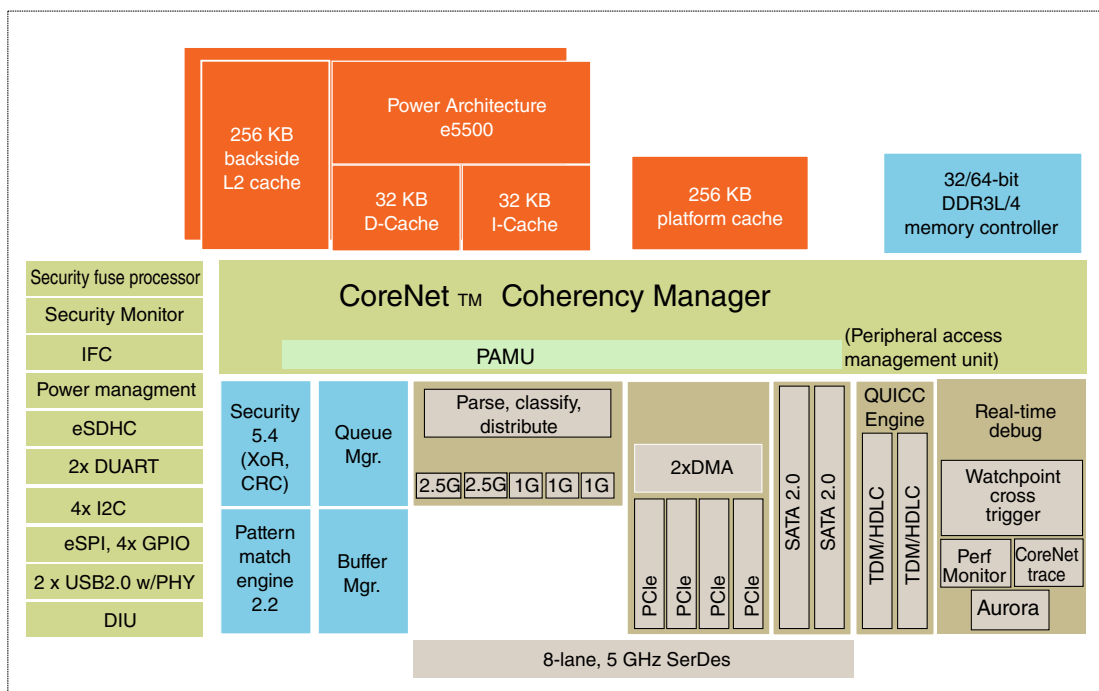 256 KB
backside
L2 cache
Power Architecture
e5500
32 KB
D-Cache
32 KB
I-Cache
256 KB
platform cache
32/64-bit
DDR3L/4
memory controller
Security fuse processor
Security Monitor
IFC
Power managment
eSDHC
2x DUART
4x I2C
eSPI, 4x GPIO
2 x USB2.0 w/PHY
DIU
CoreNet TM Coherency Manager
PAMU
(Peripheral access
management unit)
Security
5.4
(XoR,
CRC)
Queue
Mgr.
Pattern
match
engine
2.2
Buffer
Mgr.
Parse, classify,
distribute
2.5G
2.5G
1G
1G
1G
2xDMA
PCIe
PCIe
PCIe
PCIe
SATA 2.0
SATA 2.0
QUICC
Engine
TDM/HDLC
TDM/HDLC
Real-time
debug
Watchpoint
cross
trigger
Perf
Monitor
CoreNet
trace
Aurora
8-lane, 5 GHz SerDes